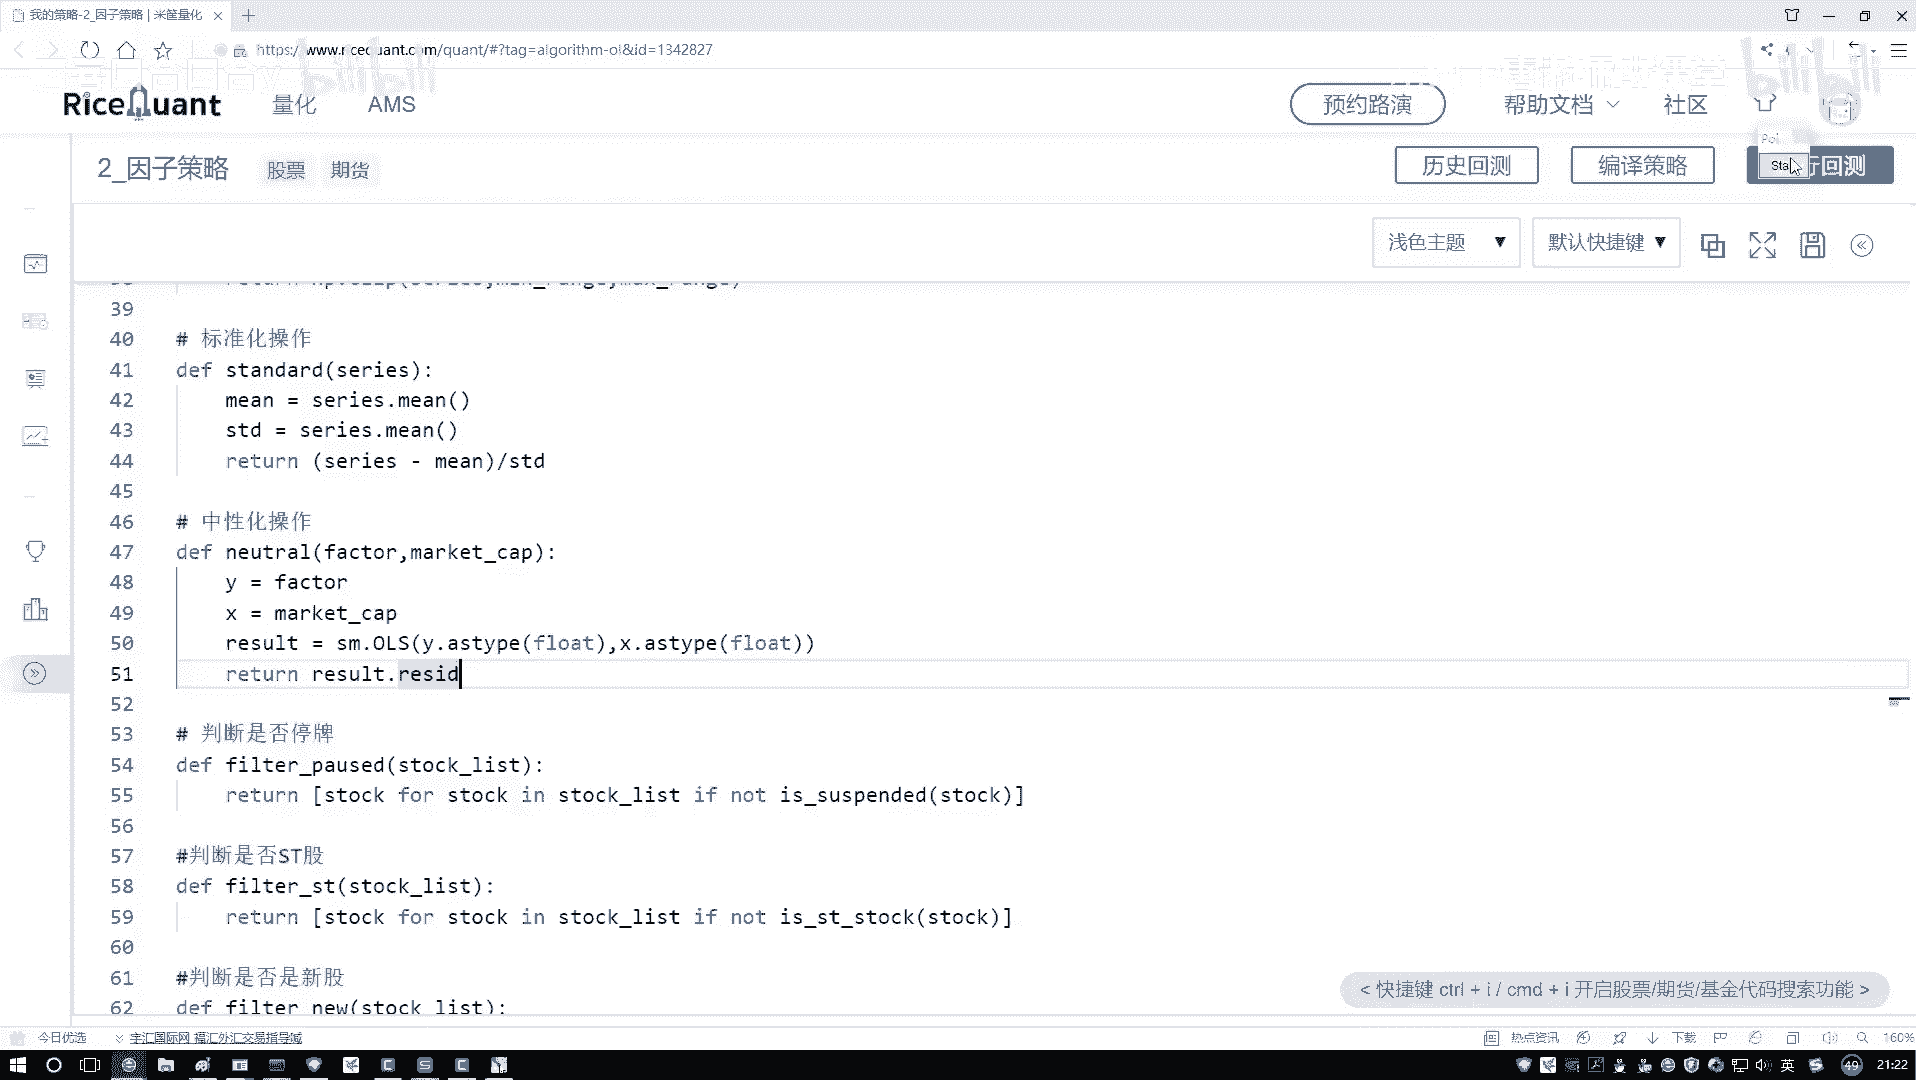 我的策略-2_因子策略 | 米筐量化
https://www.ricequant.com/quant/#?tag=algorithm-ol&id=1342827
bilibili
bilibili
RiceQuant
量化
AMS
预约路演
帮助文档
社区
2_因子策略
股票
期货
历史回测
编译策略
Sta
行回测
浅色主题
默认快捷键
39
40 # 标准化操作
41 def standard(series):
42 mean = series.mean()
43 std = series.mean()
44 return (series - mean)/std
45
46 # 中性化操作
47 def neutral(factor,market_cap):
48 y = factor
49 x = market_cap
50 result = sm.OLS(y.astype(float),x.astype(float))
51 return result.resid
52
53 # 判断是否停牌
54 def filter_paused(stock_list):
55 return [stock for stock in stock_list if not is_suspended(stock)]
56
57 #判断是否ST股
58 def filter_st(stock_list):
59 return [stock for stock in stock_list if not is_st_stock(stock)]
60
61 #判断是否是新股
62 def filter_new(stock_list):
< 快捷键 ctrl + i / cmd + i 开启股票/期货/基金代码搜索功能 >
今日优选
热点资讯
下载
160%
英
49
21:22